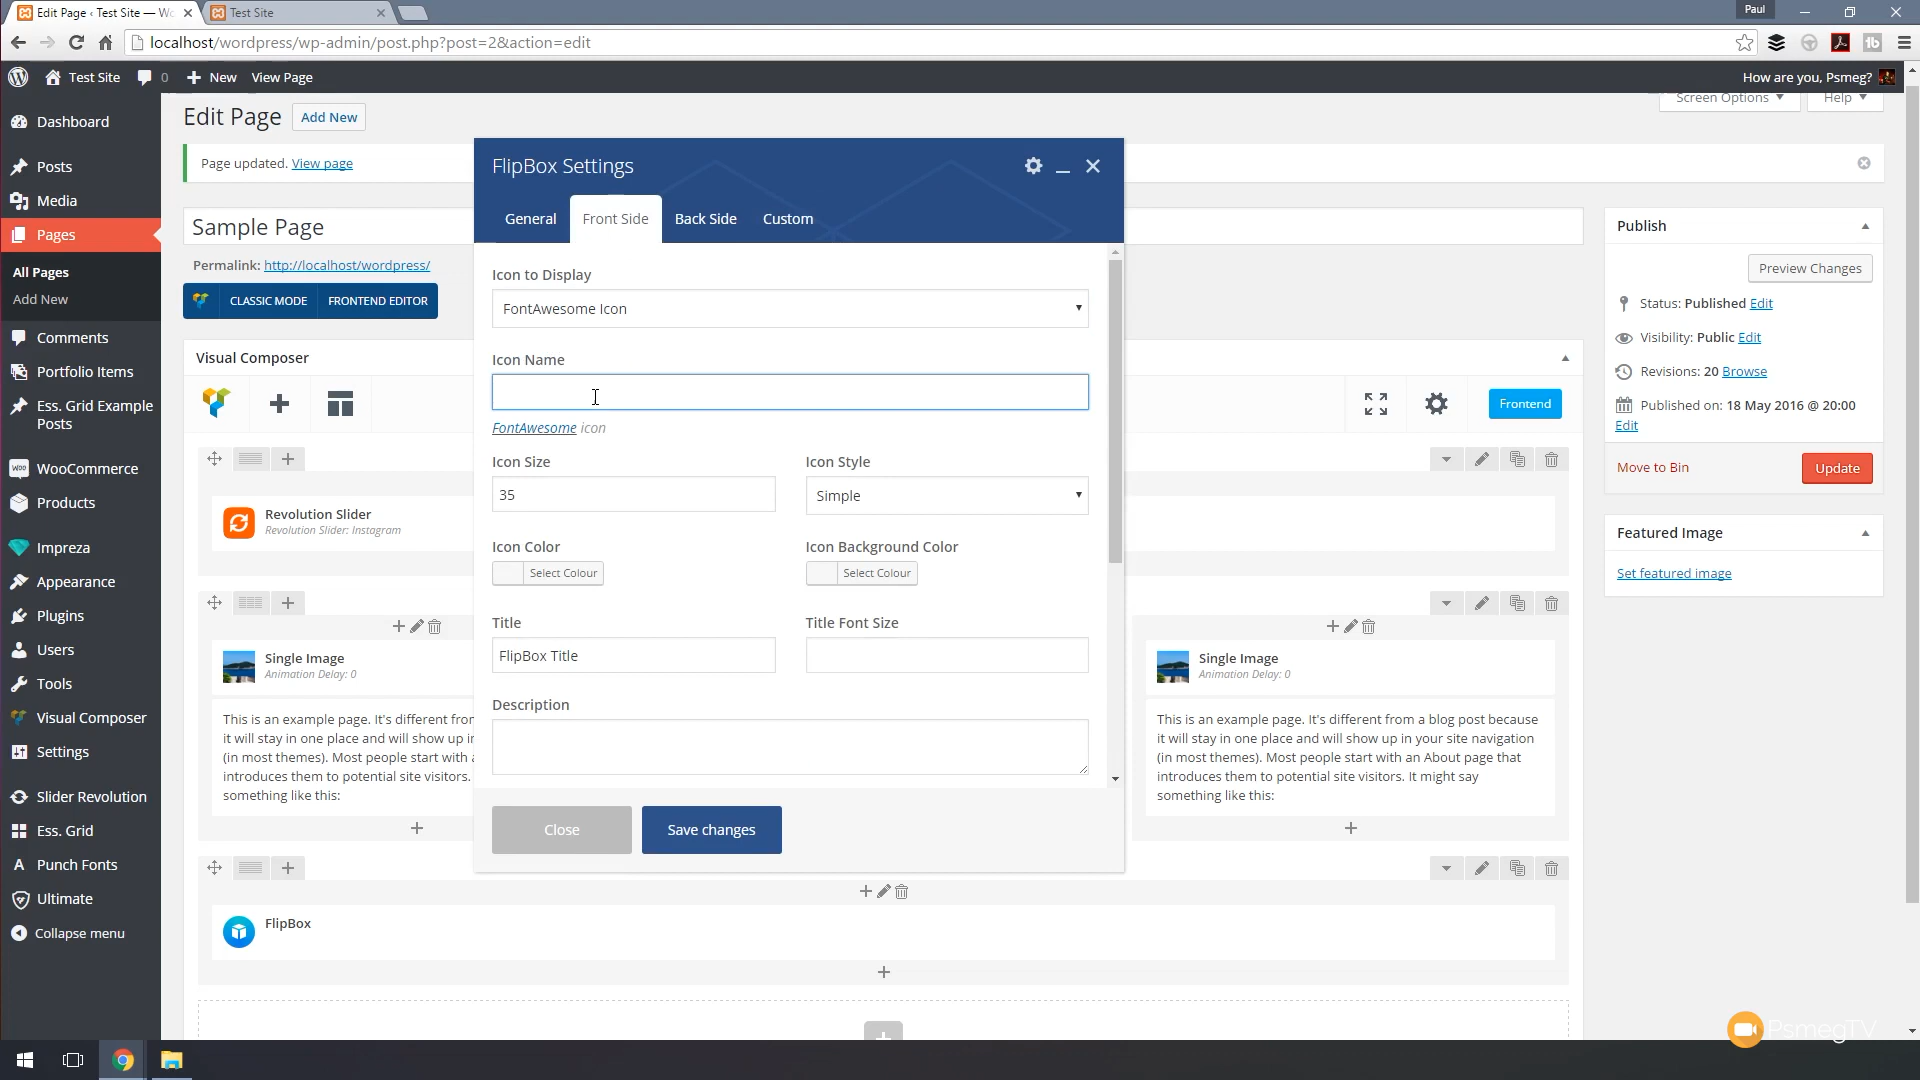 Edit Page ‹ Test Site — Wo
Test Site
Paul
localhost/wordpress/wp-admin/post.php?post=2&action=edit
Test Site
0
New
View Page
How are you, Psmeg?
Dashboard
Posts
Media
Pages
All Pages
Add New
Comments
Portfolio Items
Ess. Grid Example
Posts
WooCommerce
Products
Impreza
Appearance
Plugins
Users
Tools
Visual Composer
Settings
Slider Revolution
Ess. Grid
Punch Fonts
Ultimate
Collapse menu
Edit Page
Add New
Screen Options
Help
Page updated. View page
Sample Page
Permalink: http://localhost/wordpress/
CLASSIC MODE
FRONTEND EDITOR
Visual Composer
Frontend
Revolution Slider
Revolution Slider: Instagram
Single Image
Animation Delay: 0
This is an example page. It's different fror
it will stay in one place and will show up ir
(in most themes). Most people start with a
introduces them to potential site visitors.
something like this:
FlipBox
FlipBox Settings
General
Front Side
Back Side
Custom
Icon to Display
FontAwesome Icon
Icon Name
FontAwesome icon
Icon Size
Icon Style
35
Simple
Icon Color
Icon Background Color
Select Colour
Select Colour
Title
Title Font Size
FlipBox Title
Description
Close
Save changes
Single Image
Animation Delay: 0
This is an example page. It's different from a blog post because
it will stay in one place and will show up in your site navigation
(in most themes). Most people start with an About page that
introduces them to potential site visitors. It might say
something like this:
Publish
Preview Changes
Status: Published Edit
Visibility: Public Edit
Revisions: 20 Browse
Published on: 18 May 2016 @ 20:00
Edit
Move to Bin
Update
Featured Image
Set featured image
PsmegTV